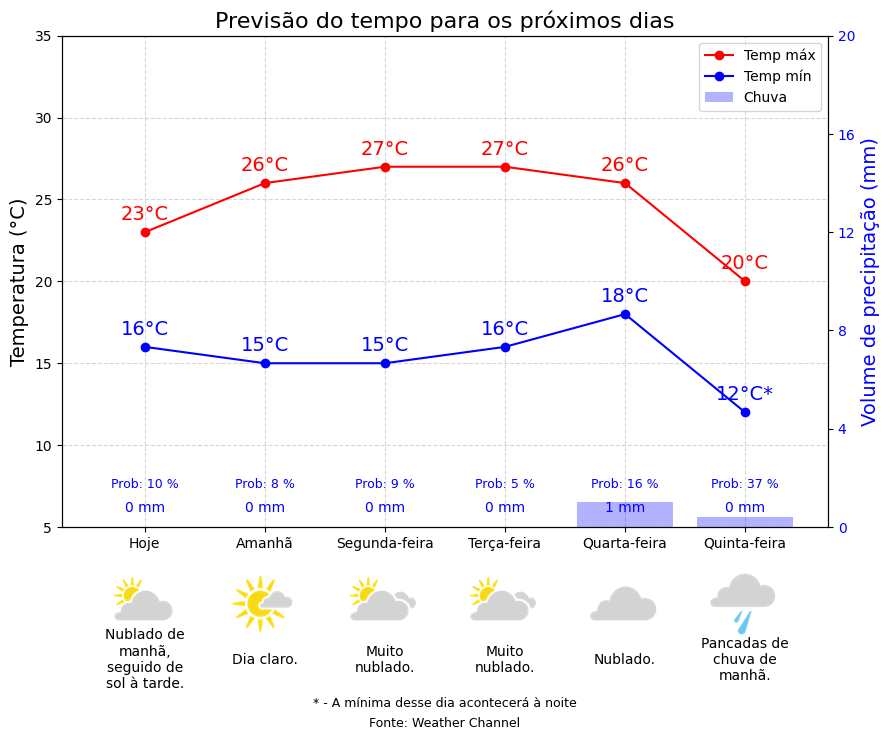 Previsão do tempo para os próximos dias
Temperatura (°C)
35
30
25
20
15
10
5
Volume de precipitação (mm)
20
16
12
8
4
0
Temp máx
Temp mín
Chuva
23°C
26°C
27°C
27°C
26°C
20°C
16°C
15°C
15°C
16°C
18°C
12°C*
Prob: 10 %
Prob: 8 %
Prob: 9 %
Prob: 5 %
Prob: 16 %
Prob: 37 %
0 mm
0 mm
0 mm
0 mm
1 mm
0 mm
Hoje
Amanhã
Segunda-feira
Terça-feira
Quarta-feira
Quinta-feira
Nublado de
manhã,
seguido de
sol à tarde.
Dia claro.
Muito
nublado.
Muito
nublado.
Nublado.
Pancadas de
chuva de
manhã.
* - A mínima desse dia acontecerá à noite
Fonte: Weather Channel